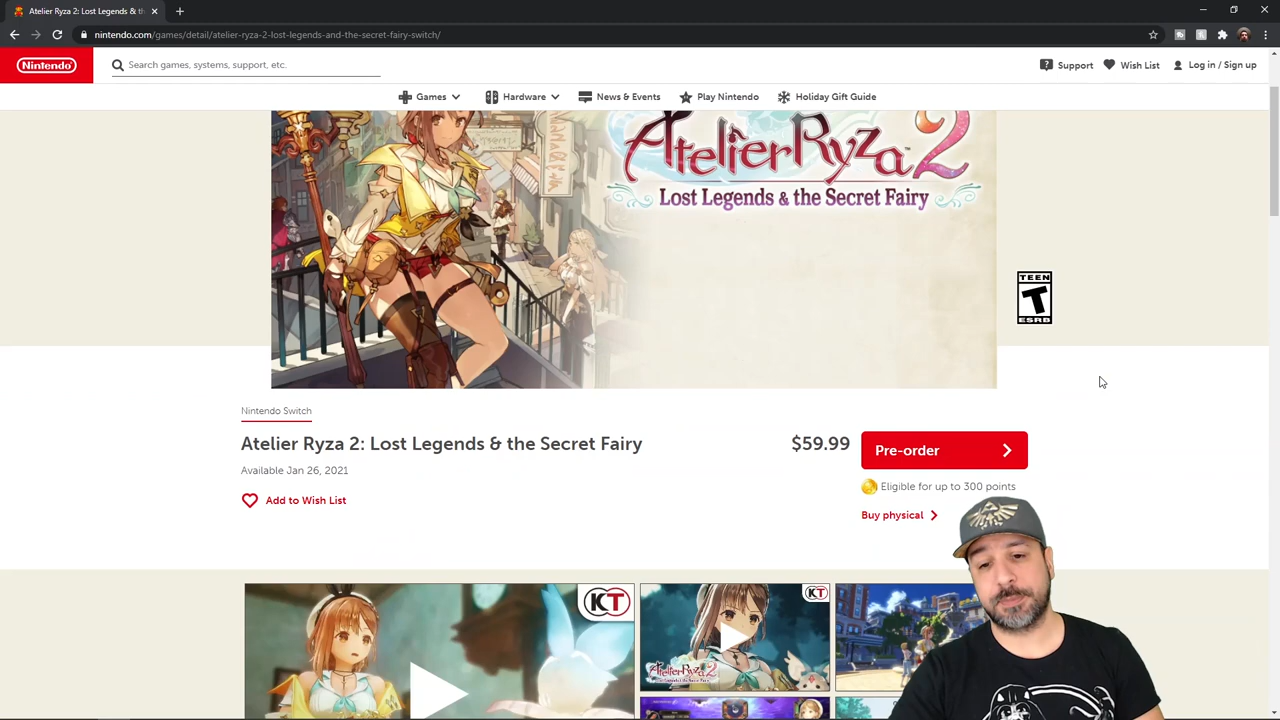 Atelier Ryza 2: Lost Legends & th
nintendo.com/games/detail/atelier-ryza-2-lost-legends-and-the-secret-fairy-switch/
Nintendo
Search games, systems, support, etc.
Support
Wish List
Log in / Sign up
Games
Hardware
News & Events
Play Nintendo
Holiday Gift Guide
Atelier Ryza 2
Lost Legends & the Secret Fairy
TEEN
T
ESRB
Nintendo Switch
Atelier Ryza 2: Lost Legends & the Secret Fairy
$59.99
Pre-order
Available Jan 26, 2021
Eligible for up to 300 points
Add to Wish List
Buy physical
KT
KT
Atelier Ryza 2